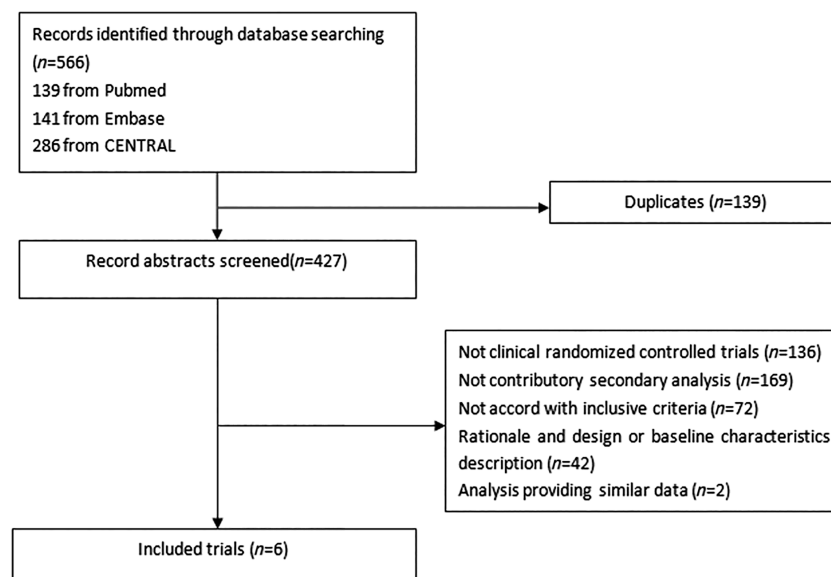 Records identified through database searching
(n=566)
139 from Pubmed
141 from Embase
286 from CENTRAL
Duplicates (n=139)
Record abstracts screened(n=427)
Not clinical randomized controlled trials (n=136)
Not contributory secondary analysis (n=169)
Not accord with inclusive criteria (n=72)
Rationale and design or baseline characteristics
description (n=42)
Analysis providing similar data (n=2)
Included trials (n=6)